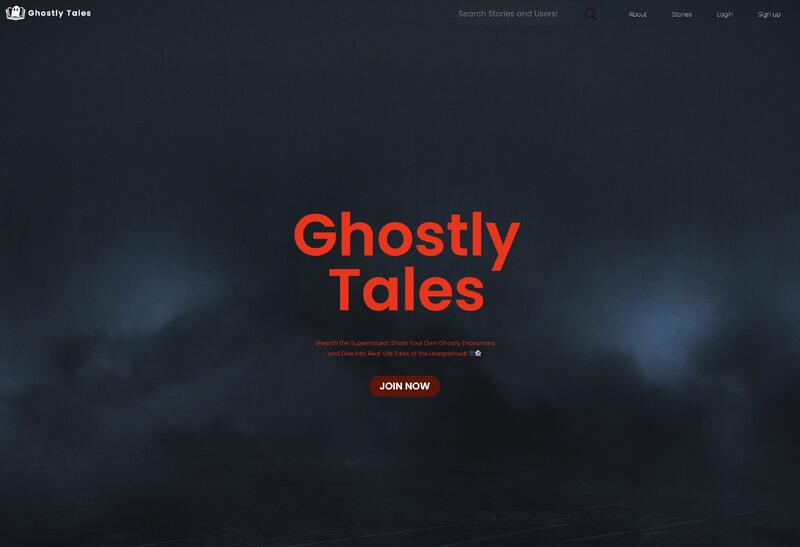 Ghostly Tales
Search Stories and Users!
About
Stories
Login
Sign up
Ghostly
Tales
Unearth the Supernatural: Share Your Own Ghostly Encounters
and Dive into Real-Life Tales of the Unexplained! 🌌👻
JOIN NOW